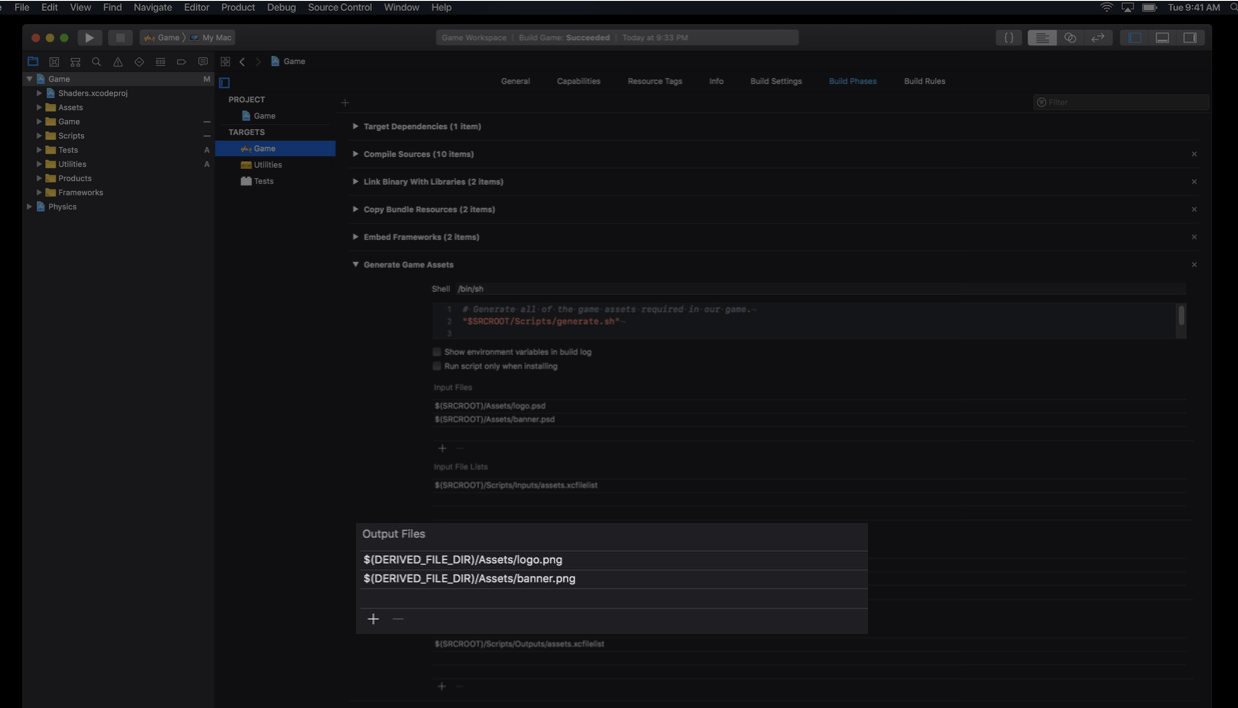 File Edit View Find Navigate Editor Product Debug Source Control Window Help Tue 9:41 AM
Game My Mac Game Workspace Build Game: Succeeded Today at 9:33 PM
Game
Game M
Shaders.xcodeproj
Assets
Game
Scripts
Tests A
Utilities A
Products
Frameworks
Physics
General Capabilities Resource Tags Info Build Settings Build Phases Build Rules
PROJECT
Game
TARGETS
Game
Utilities
Tests
Filter
Target Dependencies (1 item)
Compile Sources (10 items)
Link Binary With Libraries (2 items)
Copy Bundle Resources (2 items)
Embed Frameworks (2 items)
Generate Game Assets
Shell /bin/sh
1 # Generate all of the game assets required in our game.
2 "$SRCROOT/Scripts/generate.sh"
3
Show environment variables in build log
Run script only when installing
Input Files
$(SRCROOT)/Assets/logo.psd
$(SRCROOT)/Assets/banner.psd
Input File Lists
$(SRCROOT)/Scripts/Inputs/assets.xcfilelist
Output Files
$(DERIVED_FILE_DIR)/Assets/logo.png
$(DERIVED_FILE_DIR)/Assets/banner.png
$(SRCROOT)/Scripts/Outputs/assets.xcfilelist